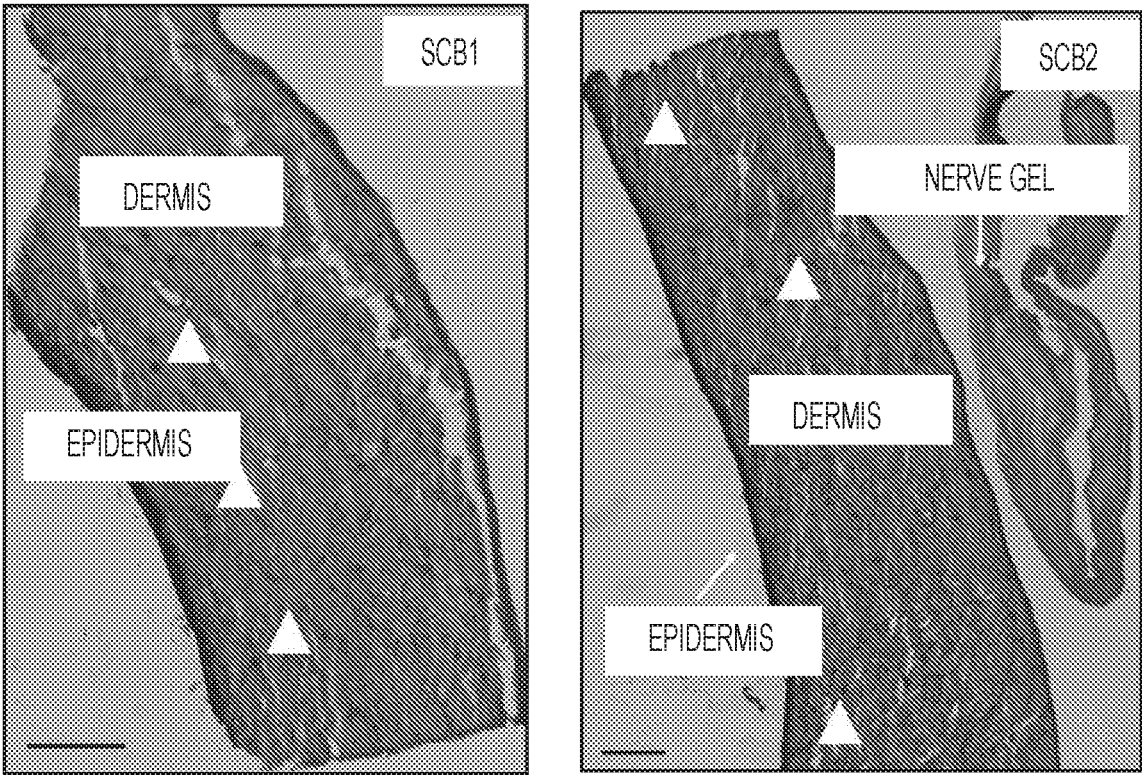 SCB1
DERMIS
EPIDERMIS
SCB2
NERVE GEL
DERMIS
EPIDERMIS